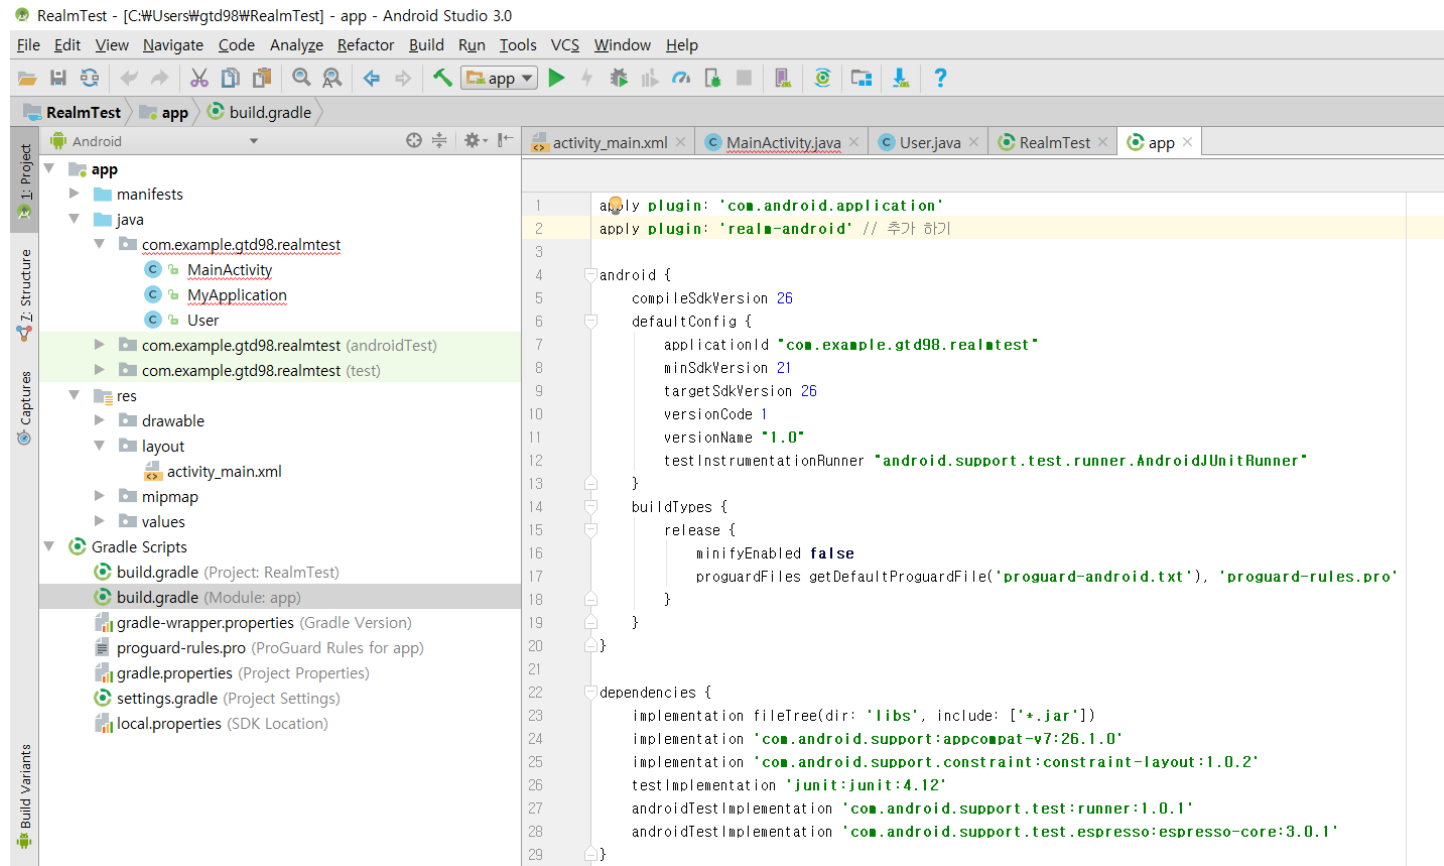 RealmTest - [C:₩Users₩gtd98₩RealmTest] - app - Android Studio 3.0
File Edit View Navigate Code Analyze Refactor Build Run Tools VCS Window Help
app
RealmTest app build.gradle
Android
activity_main.xml MainActivity.java User.java RealmTest app
1: Project
7: Structure
Captures
Build Variants
app
manifests
java
com.example.gtd98.realmtest
MainActivity
MyApplication
User
com.example.gtd98.realmtest (androidTest)
com.example.gtd98.realmtest (test)
res
drawable
layout
activity_main.xml
mipmap
values
Gradle Scripts
build.gradle (Project: RealmTest)
build.gradle (Module: app)
gradle-wrapper.properties (Gradle Version)
proguard-rules.pro (ProGuard Rules for app)
gradle.properties (Project Properties)
settings.gradle (Project Settings)
local.properties (SDK Location)
1 apply plugin: 'com.android.application'
2 apply plugin: 'realm-android' // 추가 하기
3
4 android {
5 compileSdkVersion 26
6 defaultConfig {
7 applicationId "com.example.gtd98.realmtest"
8 minSdkVersion 21
9 targetSdkVersion 26
10 versionCode 1
11 versionName "1.0"
12 testInstrumentationRunner "android.support.test.runner.AndroidJUnitRunner"
13 }
14 buildTypes {
15 release {
16 minifyEnabled false
17 proguardFiles getDefaultProguardFile('proguard-android.txt'), 'proguard-rules.pro'
18 }
19 }
20 }
21
22 dependencies {
23 implementation fileTree(dir: 'libs', include: ['*.jar'])
24 implementation 'com.android.support:appcompat-v7:26.1.0'
25 implementation 'com.android.support.constraint:constraint-layout:1.0.2'
26 testImplementation 'junit:junit:4.12'
27 androidTestImplementation 'com.android.support.test:runner:1.0.1'
28 androidTestImplementation 'com.android.support.test.espresso:espresso-core:3.0.1'
29 }